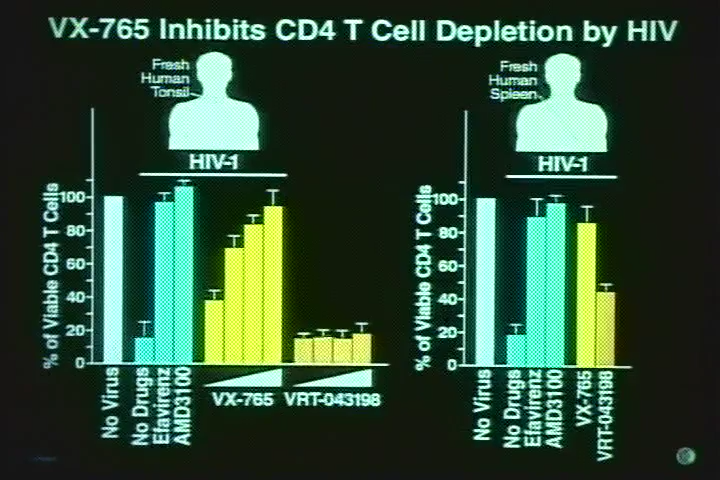 VX-765 Inhibits CD4 T Cell Depletion by HIV
Fresh
Human
Tonsil
HIV-1
% of Viable CD4 T Cells
100
80
60
40
20
0
No Virus
No Drugs
Efavirenz
AMD3100
VX-765
VRT-043198
Fresh
Human
Spleen
HIV-1
% of Viable CD4 T Cells
100
80
60
40
20
0
No Virus
No Drugs
Efavirenz
AMD3100
VX-765
VRT-043198